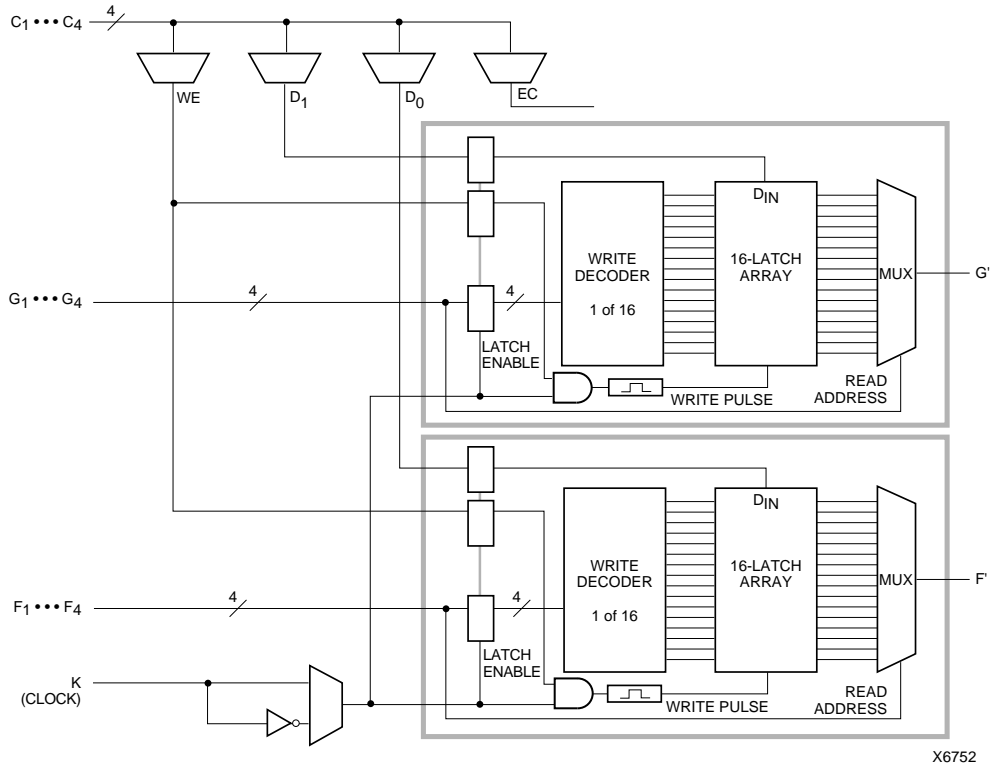 C1 ••• C4
4
WE
D1
D0
EC
DIN
WRITE
DECODER
1 of 16
16-LATCH
ARRAY
MUX
G'
G1 ••• G4
4
4
LATCH
ENABLE
WRITE PULSE
READ
ADDRESS
DIN
WRITE
DECODER
1 of 16
16-LATCH
ARRAY
MUX
F'
F1 ••• F4
4
4
LATCH
ENABLE
WRITE PULSE
READ
ADDRESS
K
(CLOCK)
X6752